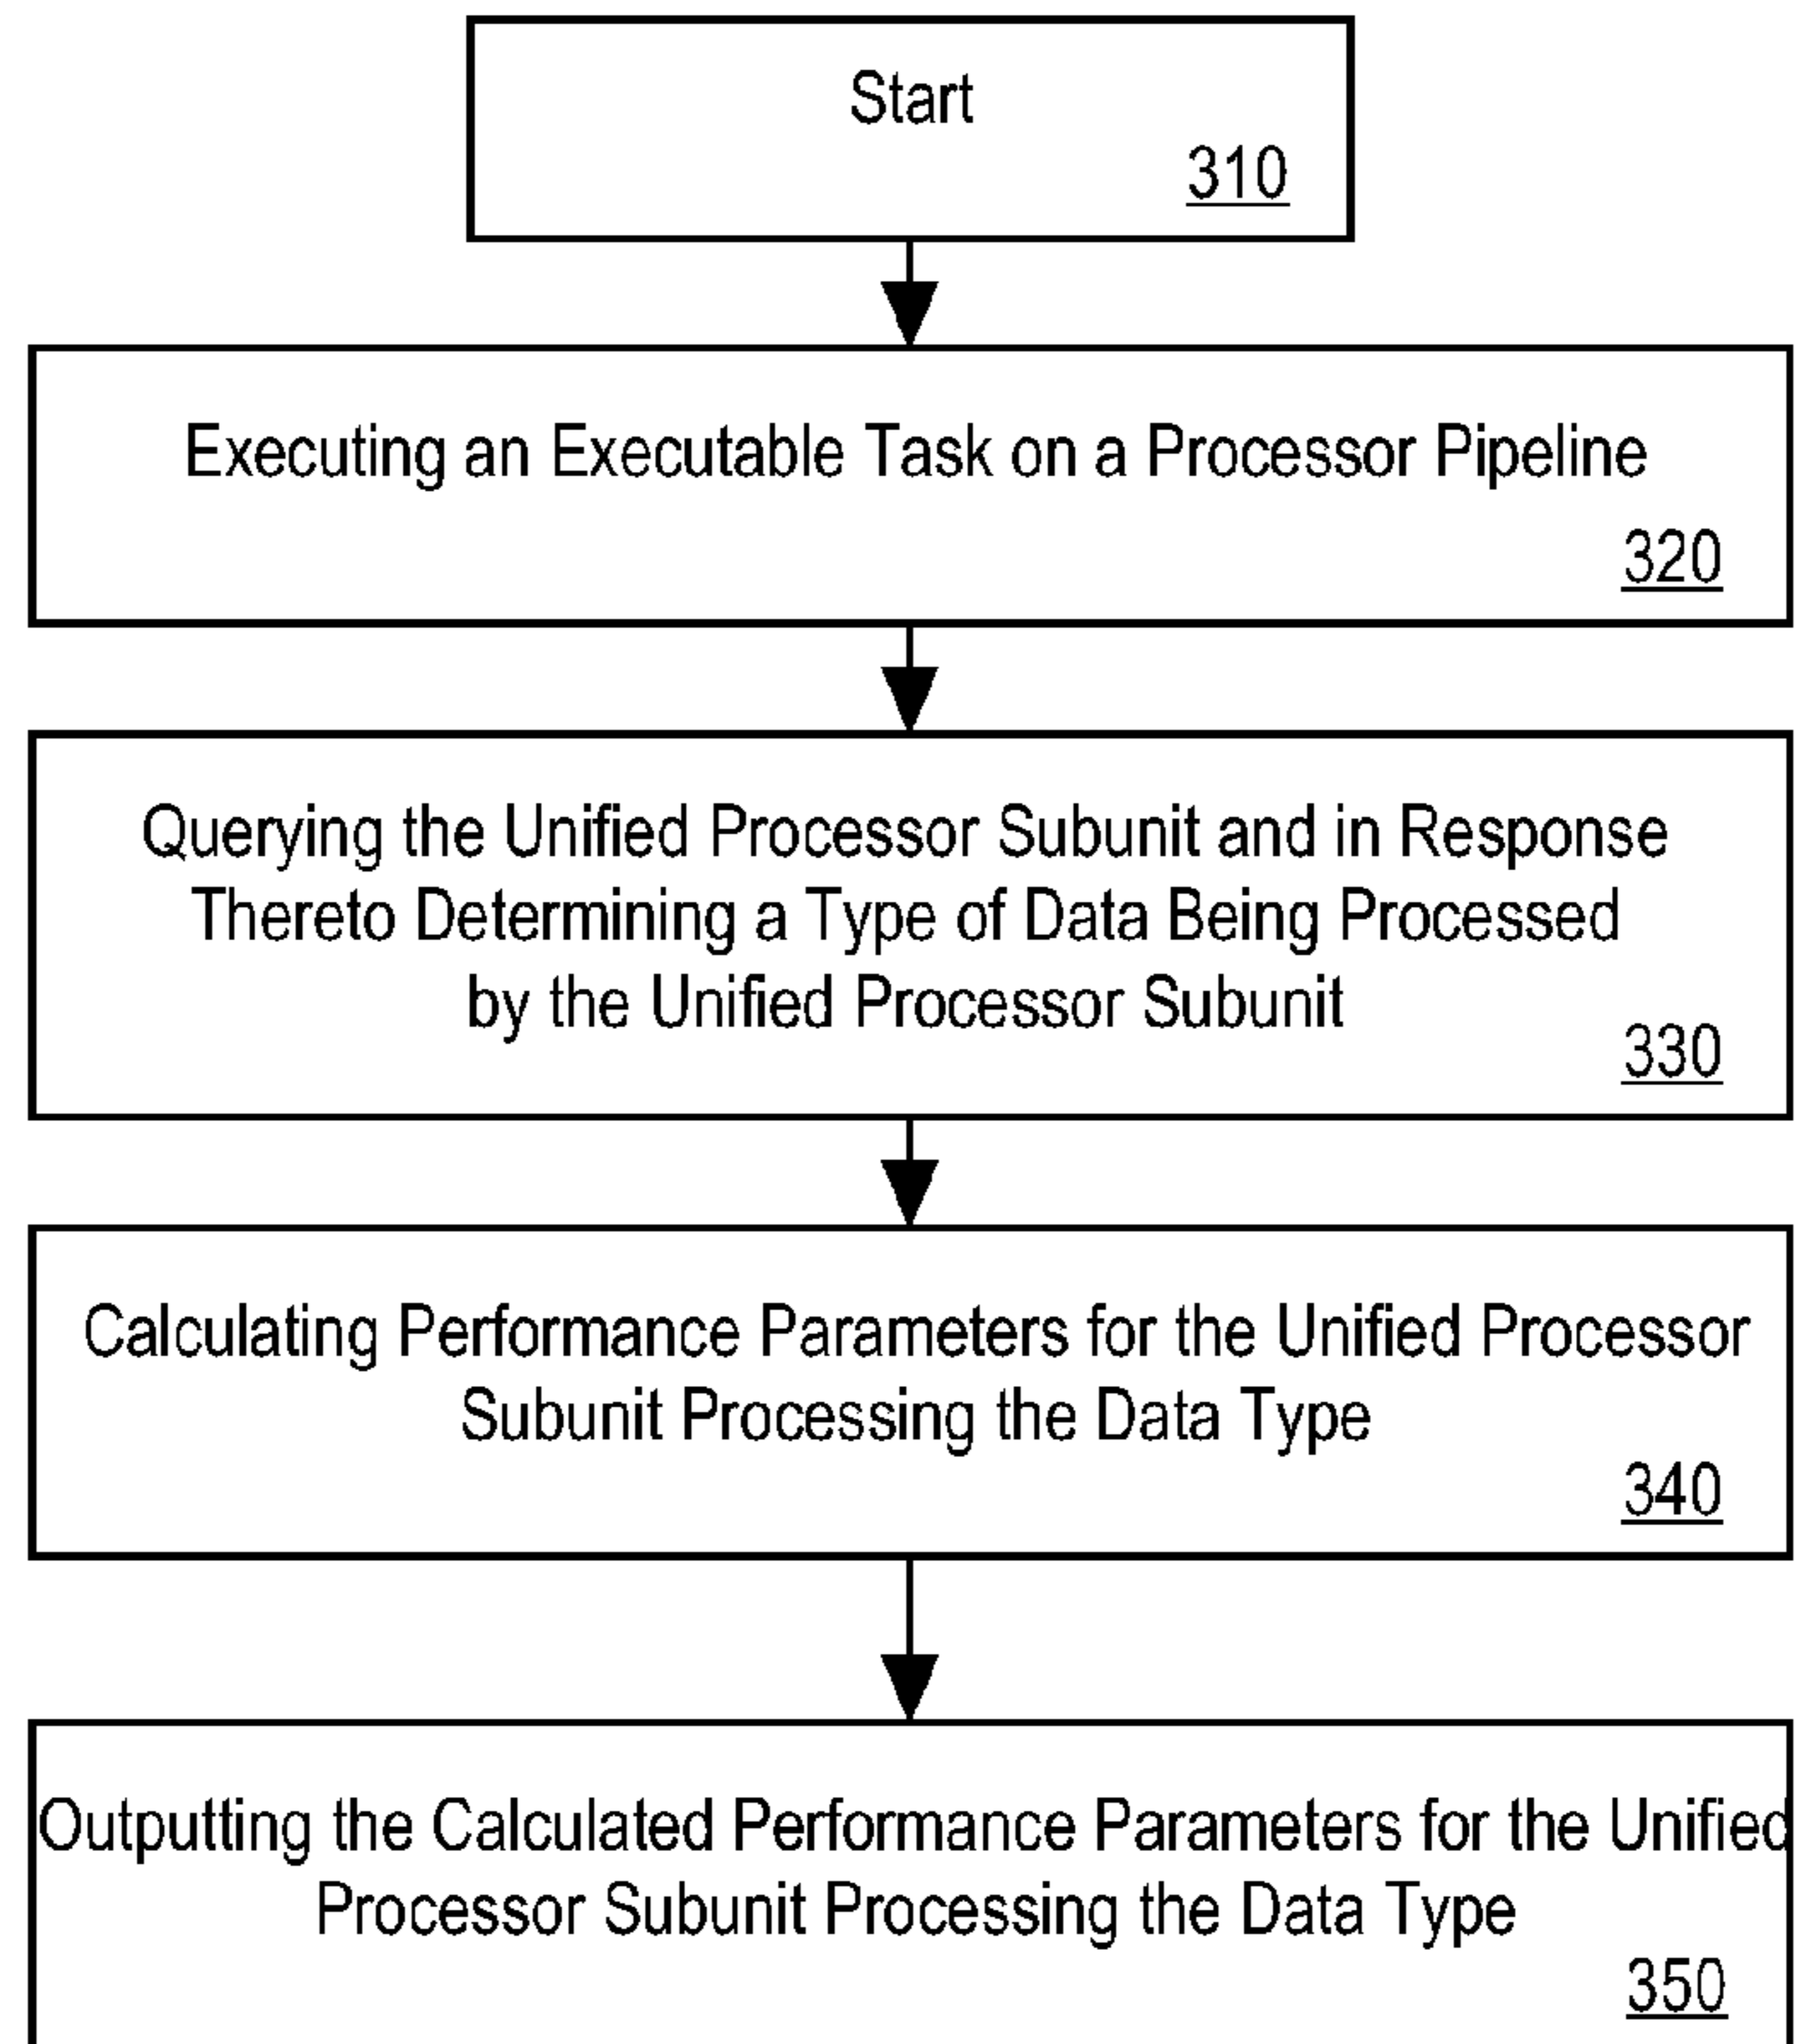 Start
310
Executing an Executable Task on a Processor Pipeline
320
Querying the Unified Processor Subunit and in Response
Thereto Determining a Type of Data Being Processed
by the Unified Processor Subunit
330
Calculating Performance Parameters for the Unified Processor
Subunit Processing the Data Type
340
Outputting the Calculated Performance Parameters for the Unified
Processor Subunit Processing the Data Type
350